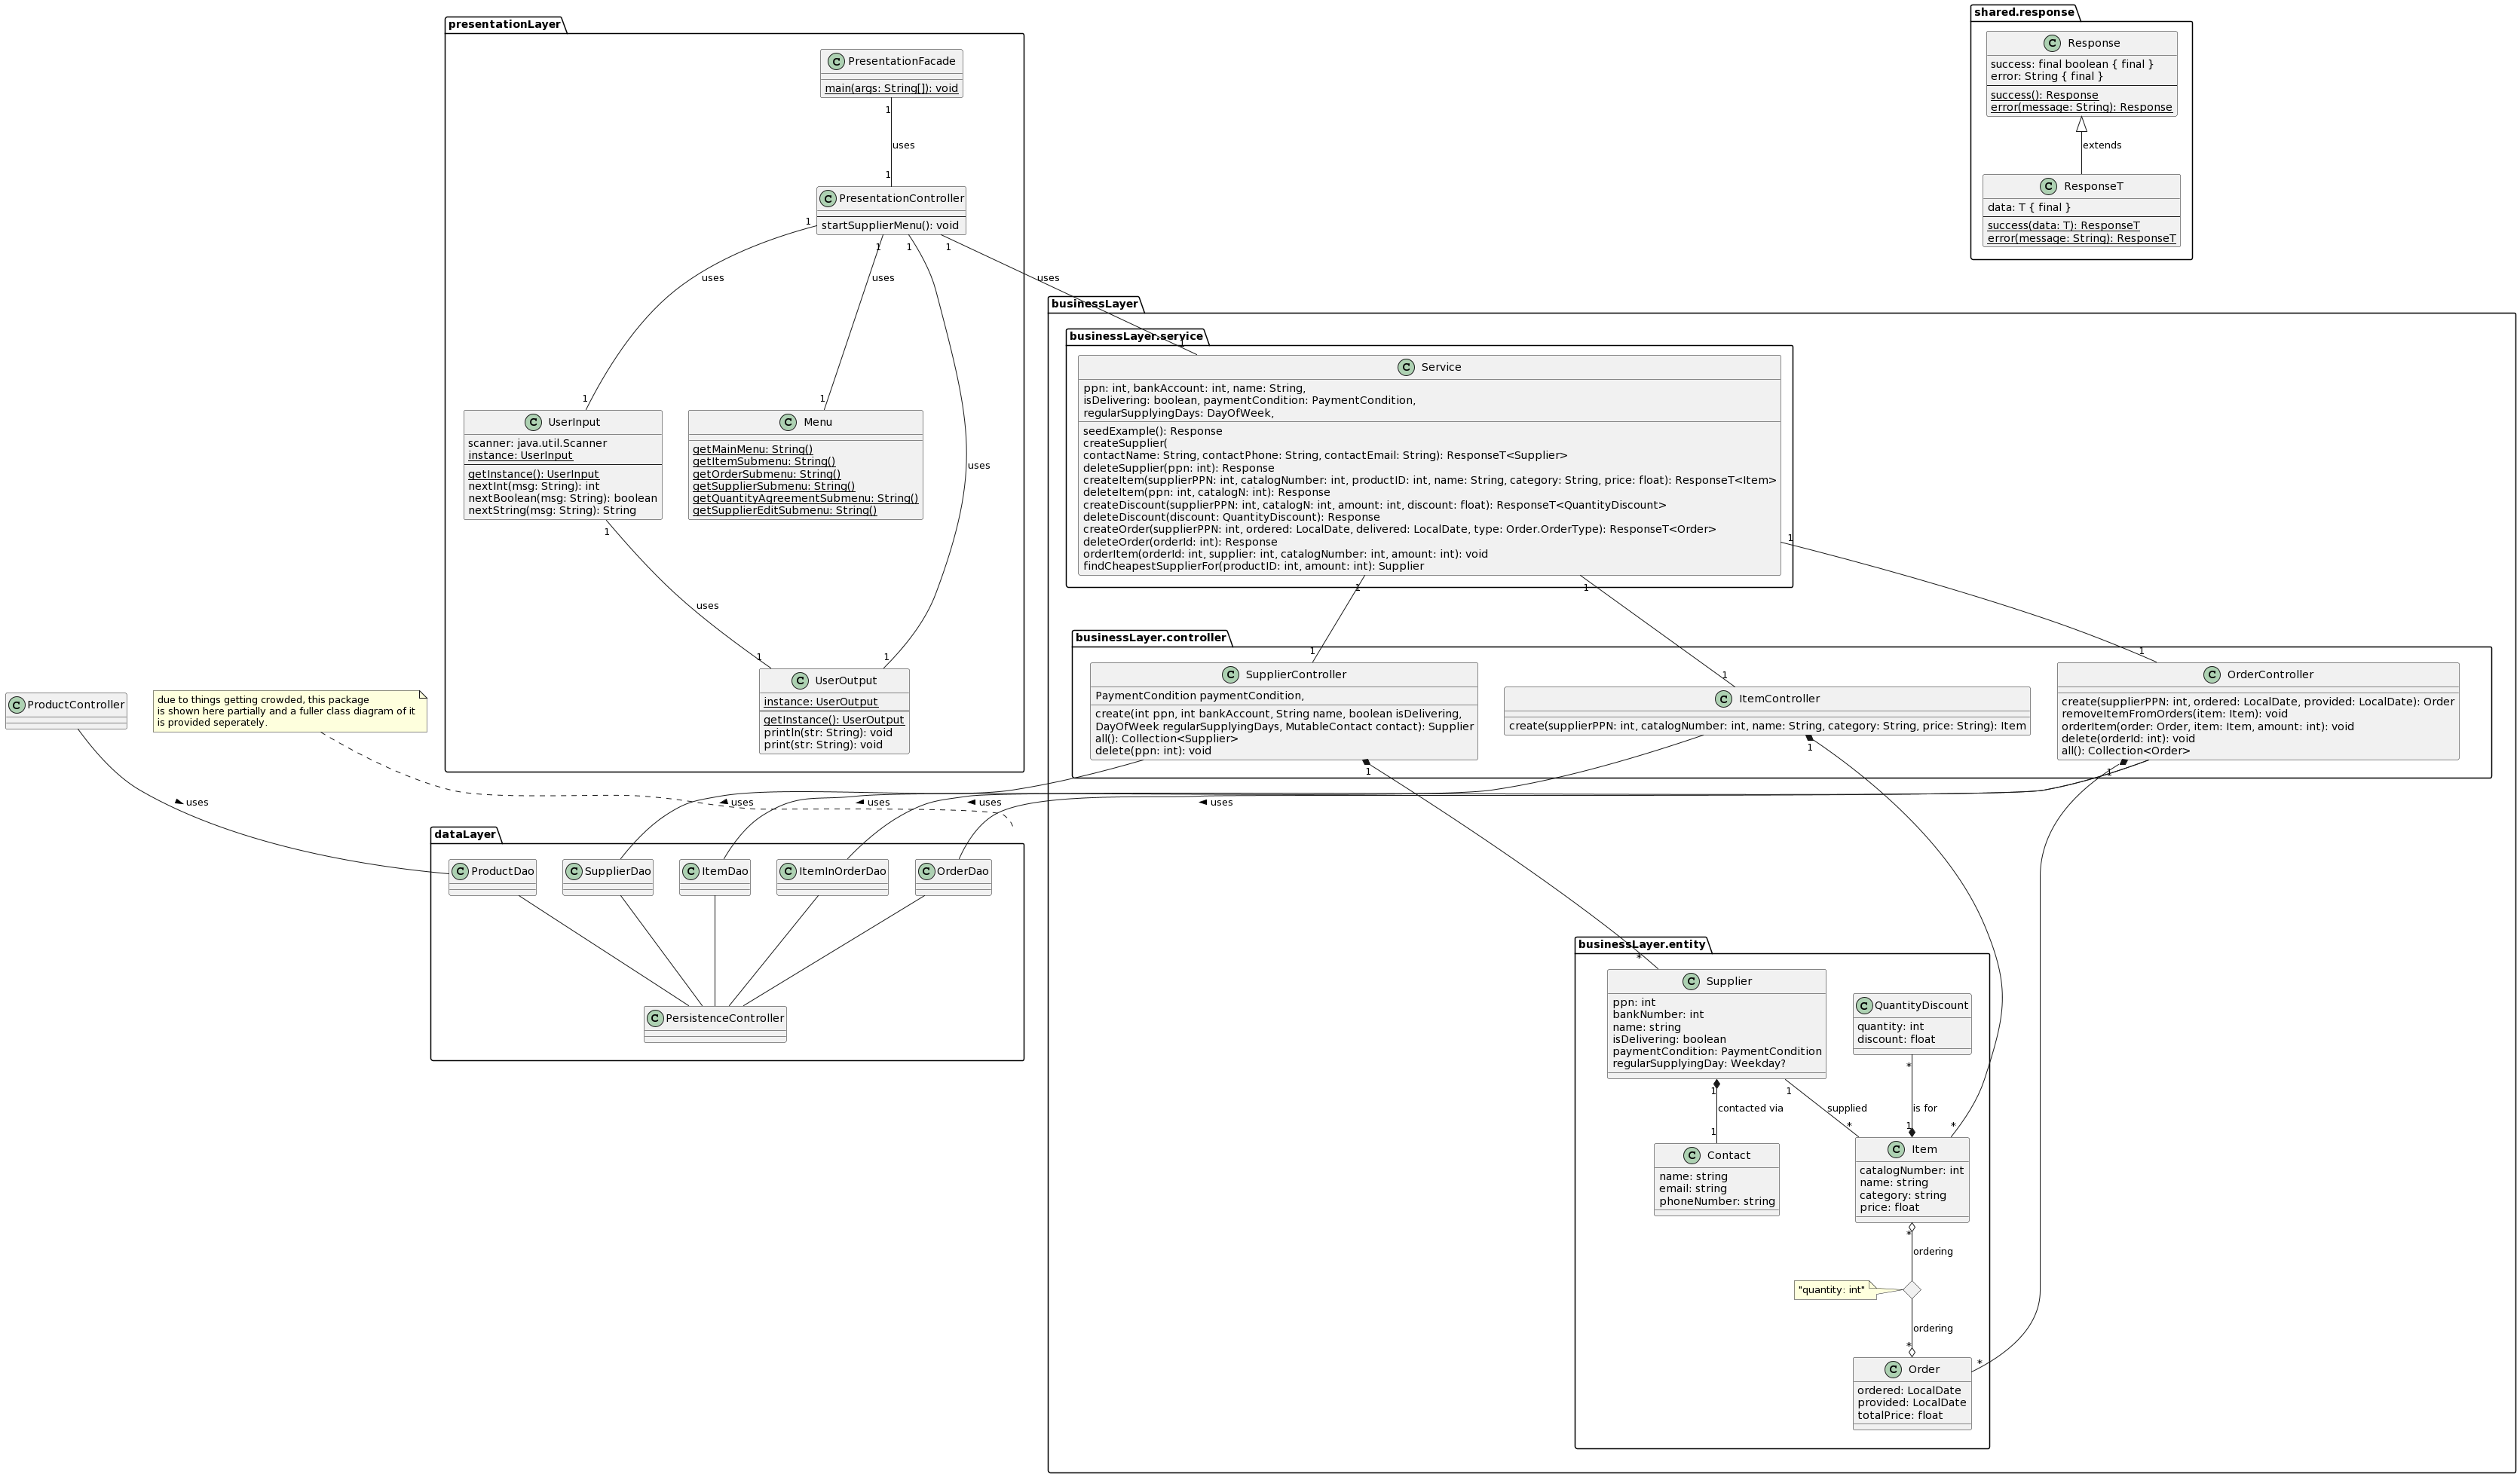 presentationLayer
PresentationFacade
main(args: String[]): void
1
uses
1
PresentationController
startSupplierMenu(): void
1
1
1
1
uses
uses
uses
uses
1
1
1
1
UserInput
scanner: java.util.Scanner
instance: UserInput
getInstance(): UserInput
nextInt(msg: String): int
nextBoolean(msg: String): boolean
nextString(msg: String): String
Menu
getMainMenu: String()
getItemSubmenu: String()
getOrderSubmenu: String()
getSupplierSubmenu: String()
getQuantityAgreementSubmenu: String()
getSupplierEditSubmenu: String()
1
uses
1
UserOutput
instance: UserOutput
getInstance(): UserOutput
println(str: String): void
print(str: String): void
shared.response
Response
success: final boolean { final }
error: String { final }
success(): Response
error(message: String): Response
extends
ResponseT
data: T { final }
success(data: T): ResponseT
error(message: String): ResponseT
businessLayer
businessLayer.service
Service
ppn: int, bankAccount: int, name: String,
isDelivering: boolean, paymentCondition: PaymentCondition,
regularSupplyingDays: DayOfWeek,
seedExample(): Response
createSupplier(
contactName: String, contactPhone: String, contactEmail: String): ResponseT<Supplier>
deleteSupplier(ppn: int): Response
createItem(supplierPPN: int, catalogNumber: int, productID: int, name: String, category: String, price: float): ResponseT<Item>
deleteItem(ppn: int, catalogN: int): Response
createDiscount(supplierPPN: int, catalogN: int, amount: int, discount: float): ResponseT<QuantityDiscount>
deleteDiscount(discount: QuantityDiscount): Response
createOrder(supplierPPN: int, ordered: LocalDate, delivered: LocalDate, type: Order.OrderType): ResponseT<Order>
deleteOrder(orderId: int): Response
orderItem(orderId: int, supplier: int, catalogNumber: int, amount: int): void
findCheapestSupplierFor(productID: int, amount: int): Supplier
1
1
1
1
1
1
businessLayer.controller
SupplierController
PaymentCondition paymentCondition,
create(int ppn, int bankAccount, String name, boolean isDelivering,
DayOfWeek regularSupplyingDays, MutableContact contact): Supplier
all(): Collection<Supplier>
delete(ppn: int): void
ItemController
create(supplierPPN: int, catalogNumber: int, name: String, category: String, price: String): Item
OrderController
create(supplierPPN: int, ordered: LocalDate, provided: LocalDate): Order
removeItemFromOrders(item: Item): void
orderItem(order: Order, item: Item, amount: int): void
delete(orderId: int): void
all(): Collection<Order>
1
1
1
ProductController
due to things getting crowded, this package
is shown here partially and a fuller class diagram of it
is provided seperately.
uses
uses
uses
uses
uses
dataLayer
ProductDao
SupplierDao
ItemDao
ItemInOrderDao
OrderDao
PersistenceController
businessLayer.entity
*
Supplier
ppn: int
bankNumber: int
name: string
isDelivering: boolean
paymentCondition: PaymentCondition
regularSupplyingDay: Weekday?
QuantityDiscount
quantity: int
discount: float
1
1
*
contacted via
supplied
is for
1
*
1
*
Contact
name: string
email: string
phoneNumber: string
Item
catalogNumber: int
name: string
category: string
price: float
*
ordering
"quantity: int"
ordering
*
*
Order
ordered: LocalDate
provided: LocalDate
totalPrice: float